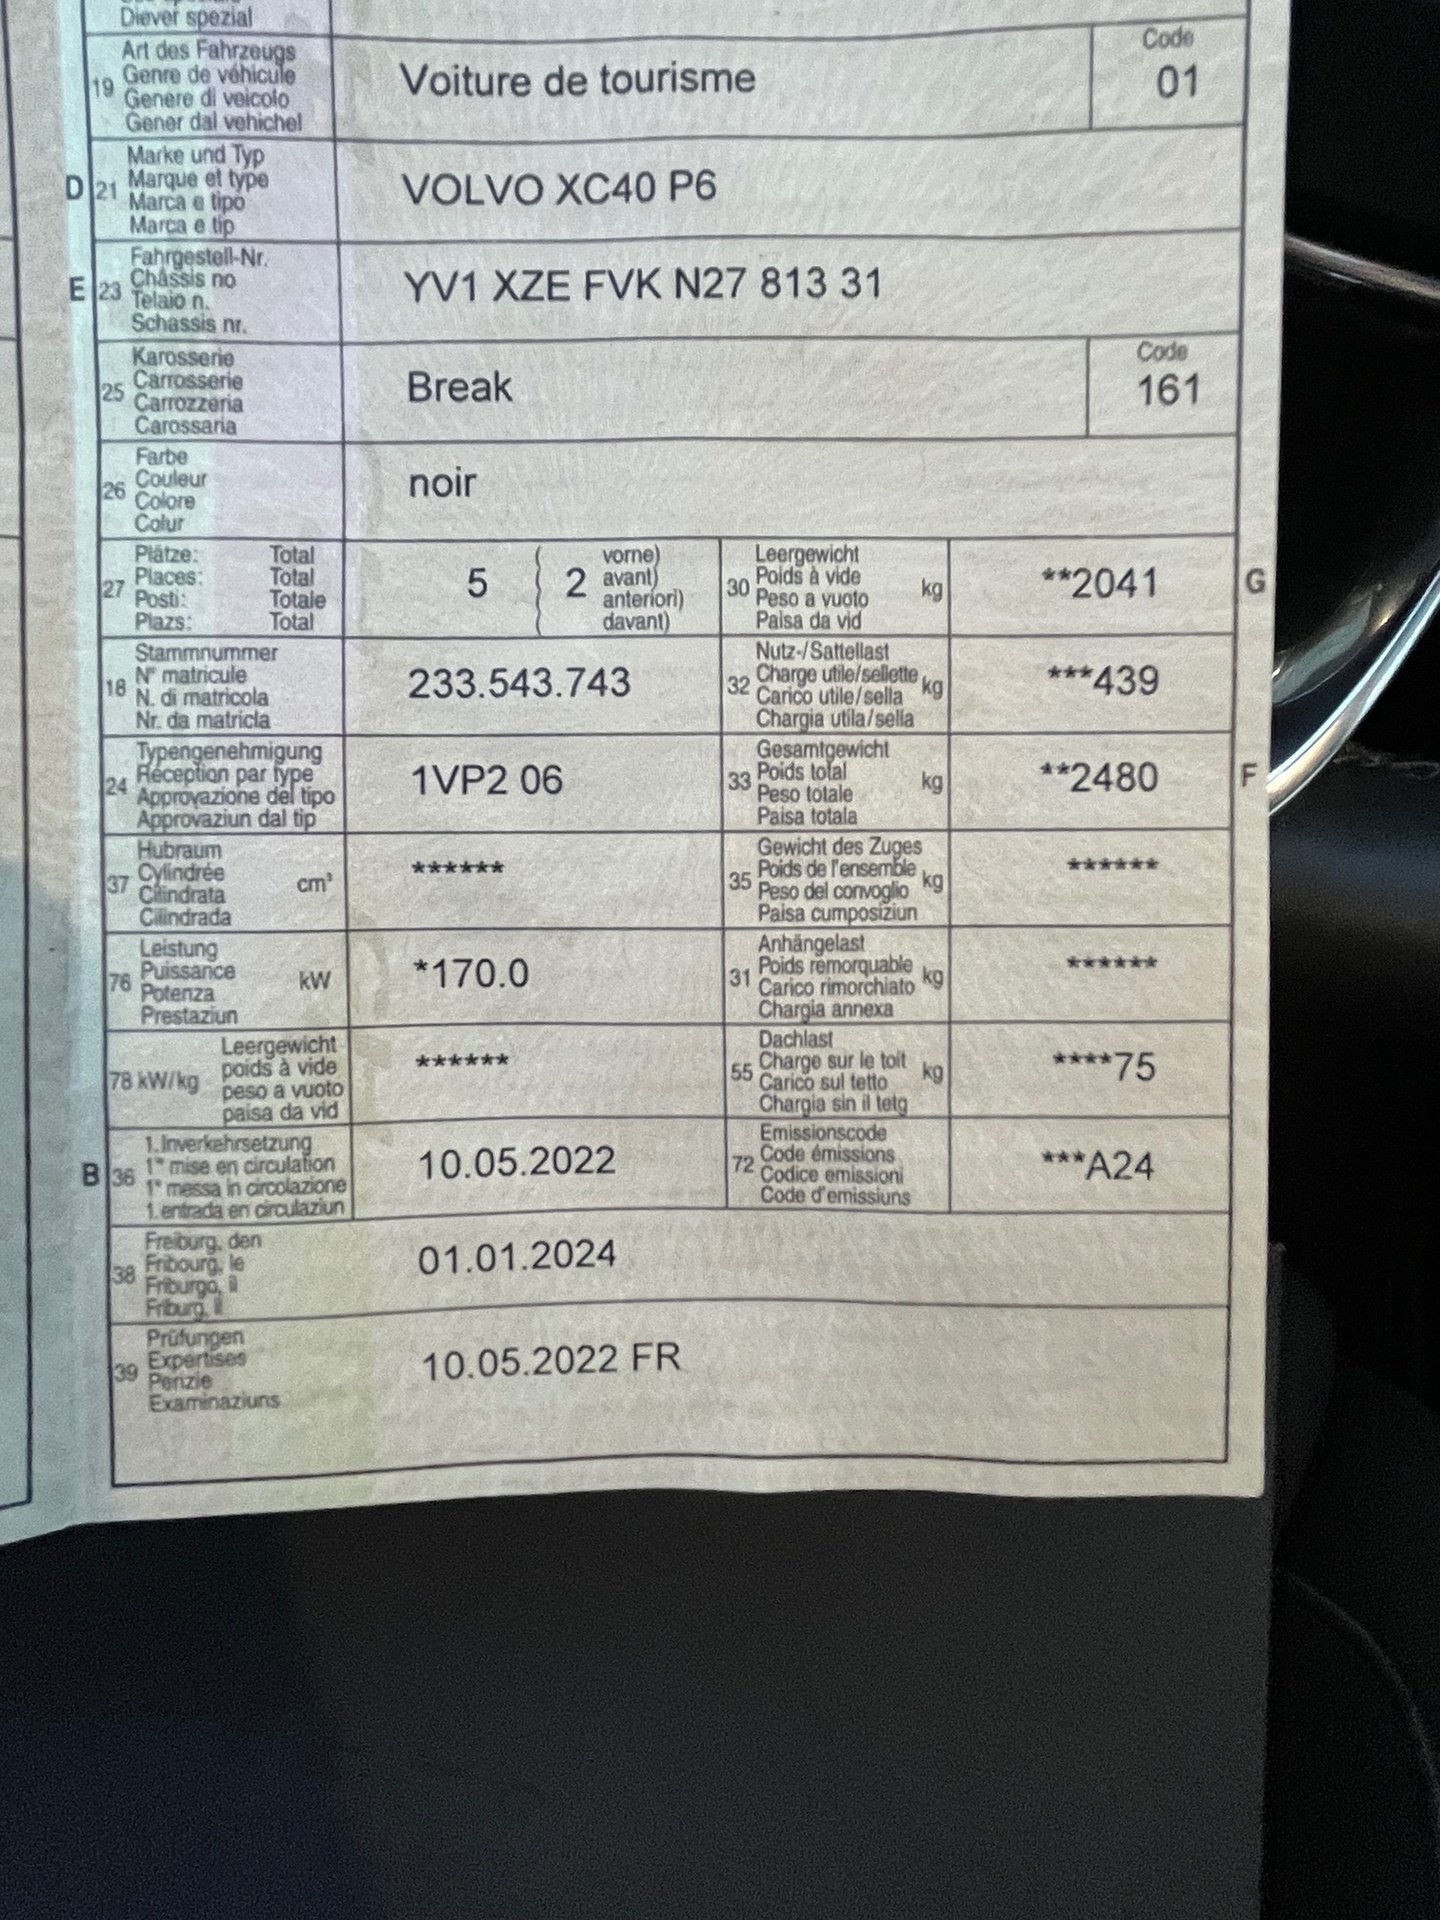 Diever spezial
19 Art des Fahrzeugs
Genre de véhicule
Genere di veicolo
Gener dal vehichel
Voiture de tourisme
Code
01
D 21 Marke und Typ
Marque et type
Marca e tipo
Marca e tip
VOLVO XC40 P6
E 23 Fahrgestell-Nr.
Châssis no
Telaio n.
Schassis nr.
YV1 XZE FVK N27 813 31
25 Karosserie
Carrosserie
Carrozzeria
Carossaria
Break
Code
161
26 Farbe
Couleur
Colore
Colur
noir
27 Plätze: Total
Places: Total
Posti: Totale
Plazs: Total
5 ( 2 vorne)
( avant)
( anteriori)
( davant)
30 Leergewicht
Poids à vide kg
Peso a vuoto
Paisa da vid
**2041 G
18 Stammnummer
N° matricule
N. di matricola
Nr. da matricla
233.543.743
32 Nutz-/Sattellast
Charge utile/sellette kg
Carico utile/sella
Chargia utila/sella
***439
24 Typengenehmigung
Réception par type
Approvazione del tipo
Approvaziun dal tip
1VP2 06
33 Gesamtgewicht
Poids total kg
Peso totale
Paisa totala
**2480 F
37 Hubraum
Cylindrée cm³
Cilindrata
Cilindrada
******
35 Gewicht des Zuges
Poids de l'ensemble kg
Peso del convoglio
Paisa cumposiziun
******
76 Leistung
Puissance kW
Potenza
Prestaziun
*170.0
31 Anhängelast
Poids remorquable kg
Carico rimorchiato
Chargia annexa
******
78 kW/kg Leergewicht
poids à vide
peso a vuoto
paisa da vid
******
55 Dachlast
Charge sur le toit kg
Carico sul tetto
Chargia sin il tetg
****75
B 36 1. Inverkehrsetzung
1re mise en circulation
1a messa in circolazione
1. entrada en circulaziun
10.05.2022
72 Emissionscode
Code émissions
Codice emissioni
Code d'emissiuns
***A24
38 Freiburg, den
Fribourg, le
Friburgo, il
Friburg, il
01.01.2024
39 Prüfungen
Expertises
Perizie
Examinaziuns
10.05.2022 FR